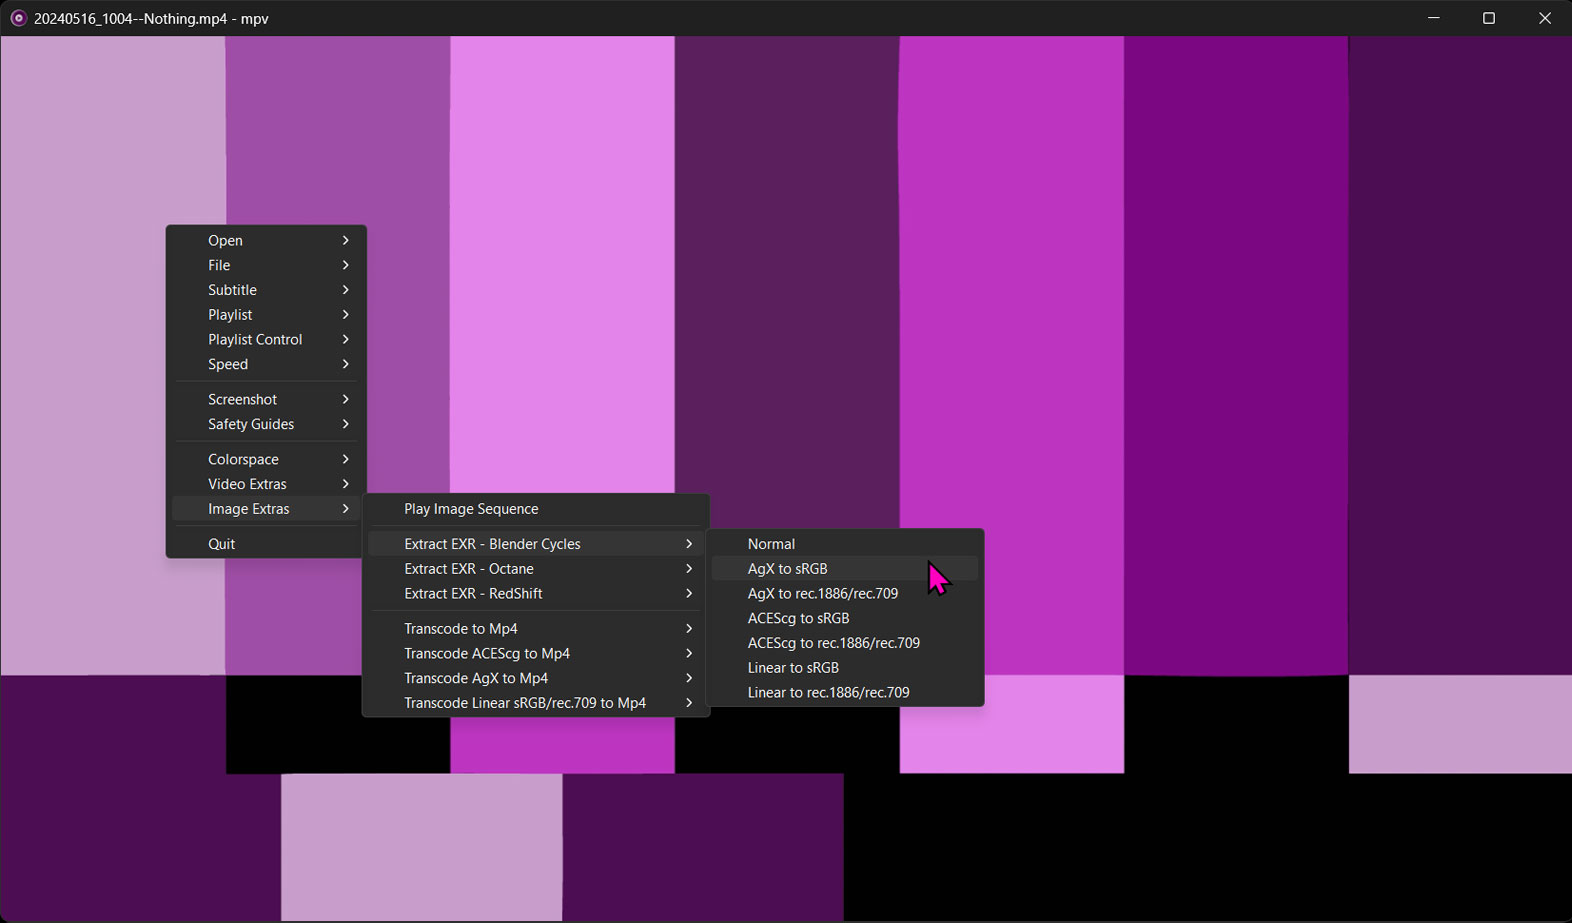 20240516_1004--Nothing.mp4 - mpv
Open
File
Subtitle
Playlist
Playlist Control
Speed
Screenshot
Safety Guides
Colorspace
Video Extras
Image Extras
Quit
Play Image Sequence
Extract EXR - Blender Cycles
Extract EXR - Octane
Extract EXR - RedShift
Transcode to Mp4
Transcode ACEScg to Mp4
Transcode AgX to Mp4
Transcode Linear sRGB/rec.709 to Mp4
Normal
AgX to sRGB
AgX to rec.1886/rec.709
ACEScg to sRGB
ACEScg to rec.1886/rec.709
Linear to sRGB
Linear to rec.1886/rec.709